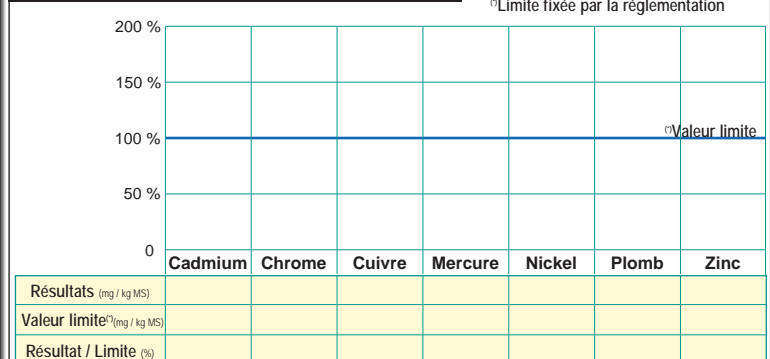 (*)Limite fixée par la réglementation
200 %
150 %
(*)Valeur limite
100 %
50 %
0
Cadmium Chrome Cuivre Mercure Nickel Plomb Zinc
Résultats (mg / kg MS)
Valeur limite(*)(mg / kg MS)
Résultat / Limite (%)